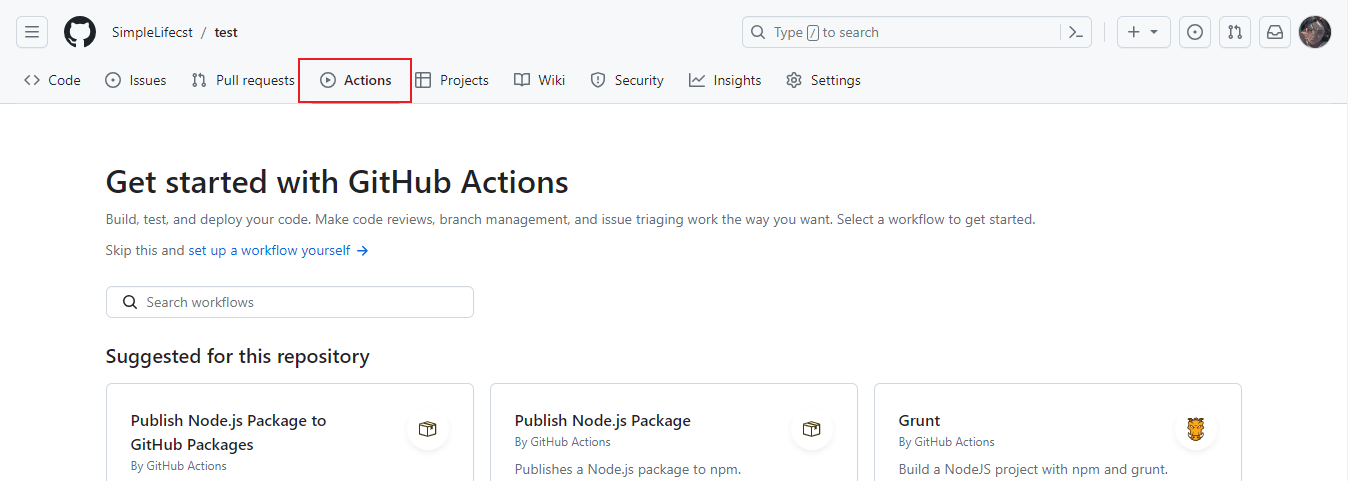 SimpleLifecst / test
Type / to search
Code Issues Pull requests Actions Projects Wiki Security Insights Settings
Get started with GitHub Actions
Build, test, and deploy your code. Make code reviews, branch management, and issue triaging work the way you want. Select a workflow to get started.
Skip this and set up a workflow yourself →
Search workflows
Suggested for this repository
Publish Node.js Package to
GitHub Packages
By GitHub Actions
Publish Node.js Package
By GitHub Actions
Publishes a Node.js package to npm.
Grunt
By GitHub Actions
Build a NodeJS project with npm and grunt.